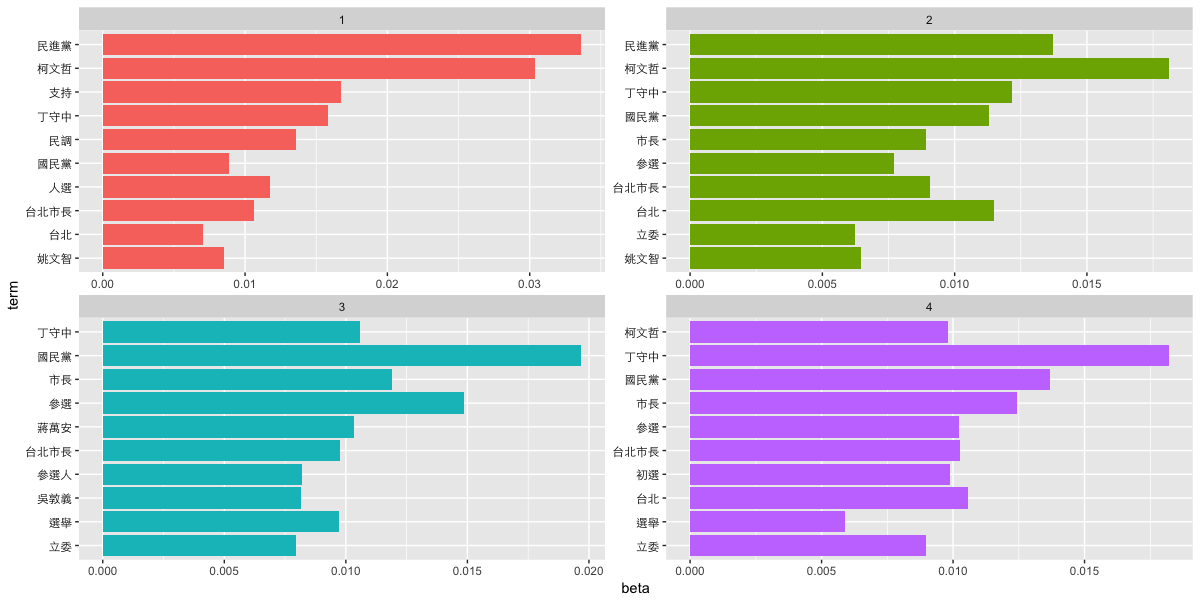 1
民進黨
柯文哲
支持
丁守中
民調
國民黨
人選
台北市長
台北
姚文智
0.00 0.01 0.02 0.03
2
民進黨
柯文哲
丁守中
國民黨
市長
參選
台北市長
台北
立委
姚文智
0.000 0.005 0.010 0.015
term
3
丁守中
國民黨
市長
參選
蔣萬安
台北市長
參選人
吳敦義
選舉
立委
0.000 0.005 0.010 0.015 0.020
4
柯文哲
丁守中
國民黨
市長
參選
台北市長
初選
台北
選舉
立委
0.000 0.005 0.010 0.015
beta